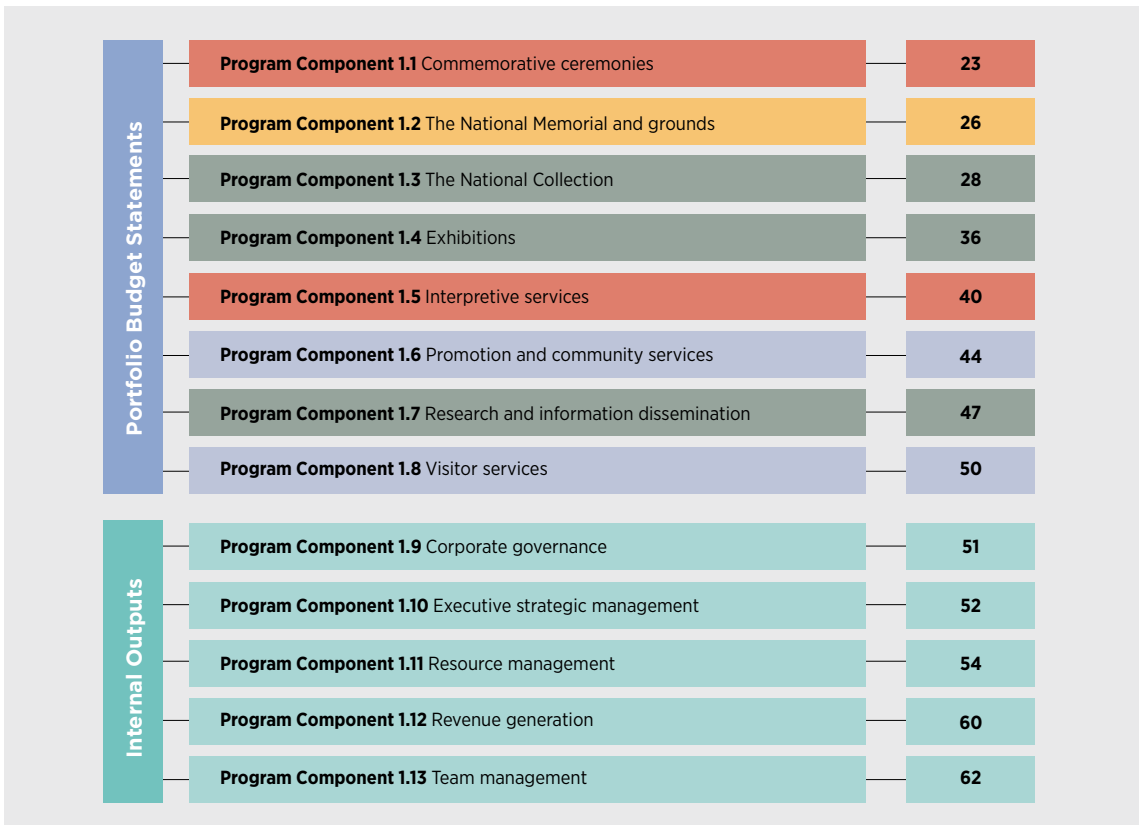 Portfolio Budget Statements
Program Component 1.1 Commemorative ceremonies 23
Program Component 1.2 The National Memorial and grounds 26
Program Component 1.3 The National Collection 28
Program Component 1.4 Exhibitions 36
Program Component 1.5 Interpretive services 40
Program Component 1.6 Promotion and community services 44
Program Component 1.7 Research and information dissemination 47
Program Component 1.8 Visitor services 50
Internal Outputs
Program Component 1.9 Corporate governance 51
Program Component 1.10 Executive strategic management 52
Program Component 1.11 Resource management 54
Program Component 1.12 Revenue generation 60
Program Component 1.13 Team management 62